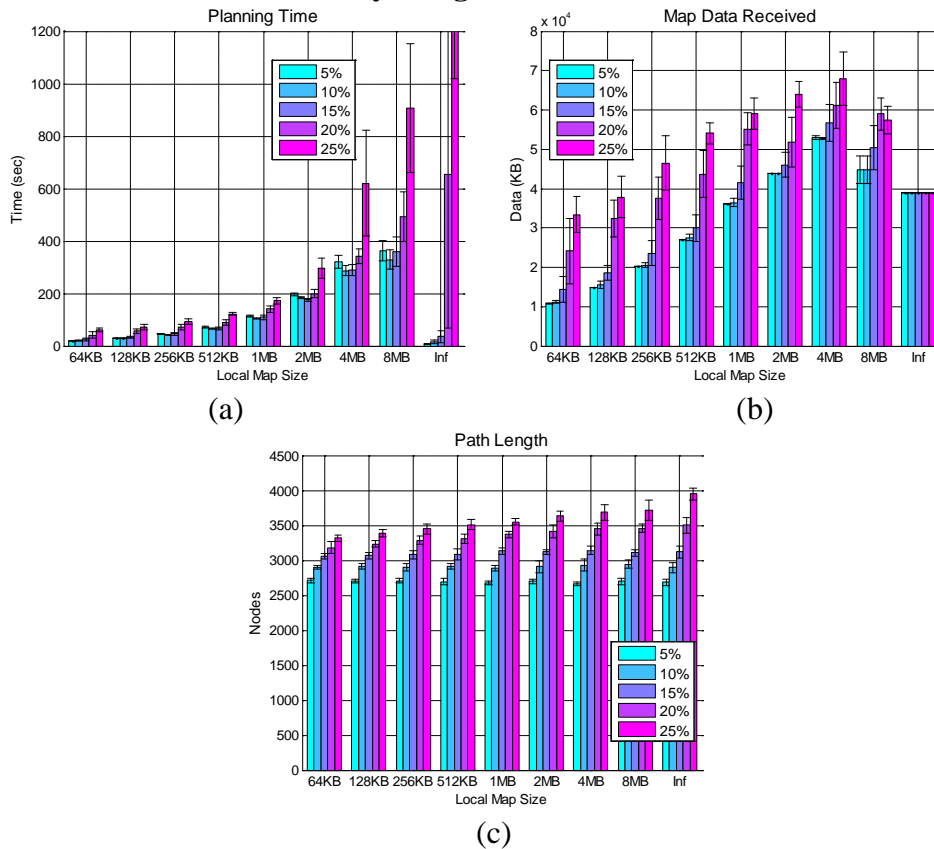 Planning Time
1200
1000
800
600
400
200
0
Time (sec)
5%
10%
15%
20%
25%
64KB 128KB 256KB 512KB 1MB 2MB 4MB 8MB Inf
Local Map Size
(a)
Map Data Received
x 10^4
8
7
6
5
4
3
2
1
0
Data (KB)
5%
10%
15%
20%
25%
64KB 128KB 256KB 512KB 1MB 2MB 4MB 8MB Inf
Local Map Size
(b)
Path Length
4500
4000
3500
3000
2500
2000
1500
1000
500
0
Nodes
5%
10%
15%
20%
25%
64KB 128KB 256KB 512KB 1MB 2MB 4MB 8MB Inf
Local Map Size
(c)